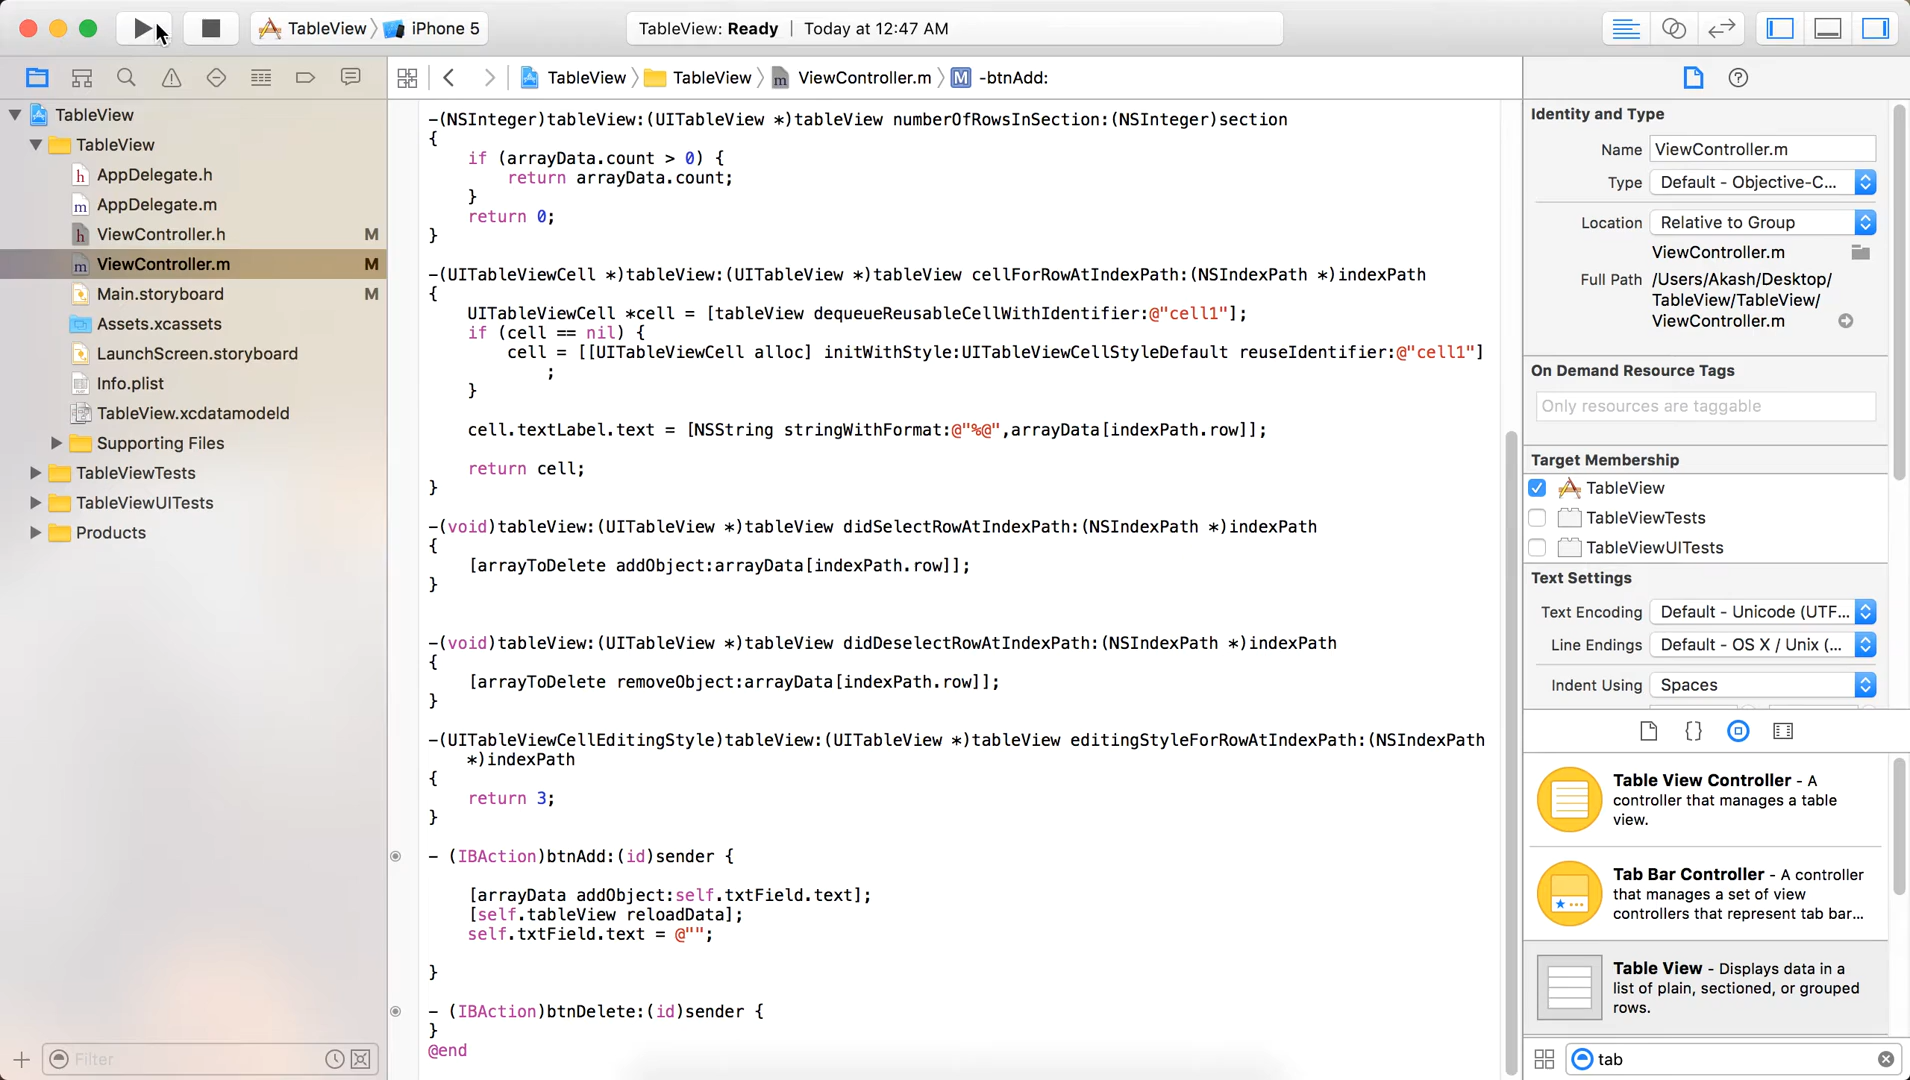 TableView iPhone 5 TableView: Ready | Today at 12:47 AM
TableView TableView ViewController.m M -btnAdd:
TableView
TableView
h AppDelegate.h
m AppDelegate.m
h ViewController.h M
m ViewController.m M
Main.storyboard M
Assets.xcassets
LaunchScreen.storyboard
Info.plist
TableView.xcdatamodeld
Supporting Files
TableViewTests
TableViewUITests
Products
Filter
-(NSInteger)tableView:(UITableView *)tableView numberOfRowsInSection:(NSInteger)section
{
if (arrayData.count > 0) {
return arrayData.count;
}
return 0;
}
-(UITableViewCell *)tableView:(UITableView *)tableView cellForRowAtIndexPath:(NSIndexPath *)indexPath
{
UITableViewCell *cell = [tableView dequeueReusableCellWithIdentifier:@"cell1"];
if (cell == nil) {
cell = [[UITableViewCell alloc] initWithStyle:UITableViewCellStyleDefault reuseIdentifier:@"cell1"]
;
}
cell.textLabel.text = [NSString stringWithFormat:@"%@",arrayData[indexPath.row]];
return cell;
}
-(void)tableView:(UITableView *)tableView didSelectRowAtIndexPath:(NSIndexPath *)indexPath
{
[arrayToDelete addObject:arrayData[indexPath.row]];
}
-(void)tableView:(UITableView *)tableView didDeselectRowAtIndexPath:(NSIndexPath *)indexPath
{
[arrayToDelete removeObject:arrayData[indexPath.row]];
}
-(UITableViewCellEditingStyle)tableView:(UITableView *)tableView editingStyleForRowAtIndexPath:(NSIndexPath
*)indexPath
{
return 3;
}
- (IBAction)btnAdd:(id)sender {
[arrayData addObject:self.txtField.text];
[self.tableView reloadData];
self.txtField.text = @"";
}
- (IBAction)btnDelete:(id)sender {
}
@end
Identity and Type
Name ViewController.m
Type Default - Objective-C...
Location Relative to Group
ViewController.m
Full Path /Users/Akash/Desktop/
TableView/TableView/
ViewController.m
On Demand Resource Tags
Only resources are taggable
Target Membership
TableView
TableViewTests
TableViewUITests
Text Settings
Text Encoding Default - Unicode (UTF...
Line Endings Default - OS X / Unix (...
Indent Using Spaces
Table View Controller - A
controller that manages a table
view.
Tab Bar Controller - A controller
that manages a set of view
controllers that represent tab bar...
Table View - Displays data in a
list of plain, sectioned, or grouped
rows.
tab